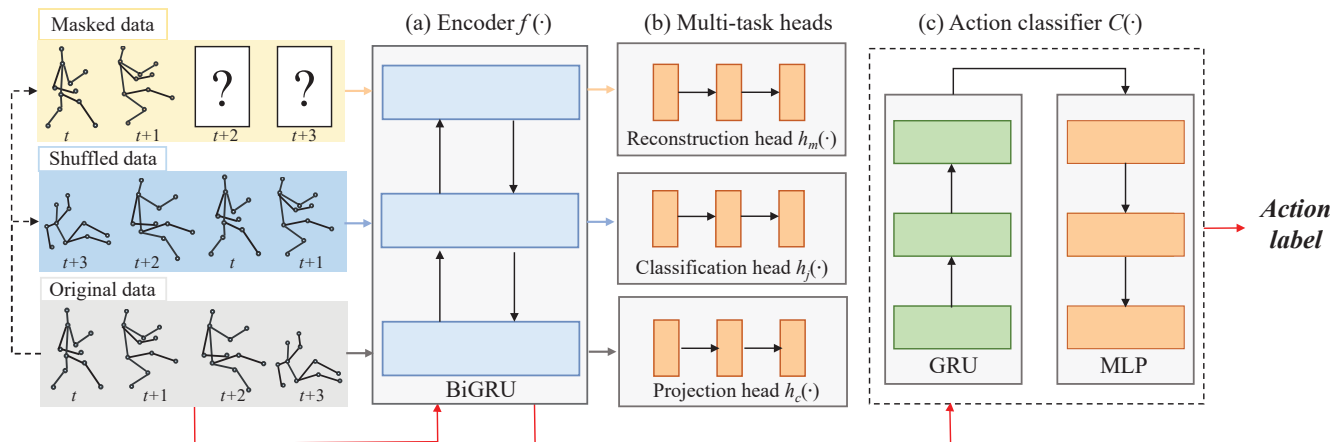 Masked data
(a) Encoder f(·)
(b) Multi-task heads
(c) Action classifier C(·)
? ?
t t+1 t+2 t+3
Reconstruction head hm(·)
Shuffled data
t+3 t+2 t t+1
Classification head hj(·)
Action
label
Original data
t t+1 t+2 t+3
BiGRU
Projection head hc(·)
GRU
MLP